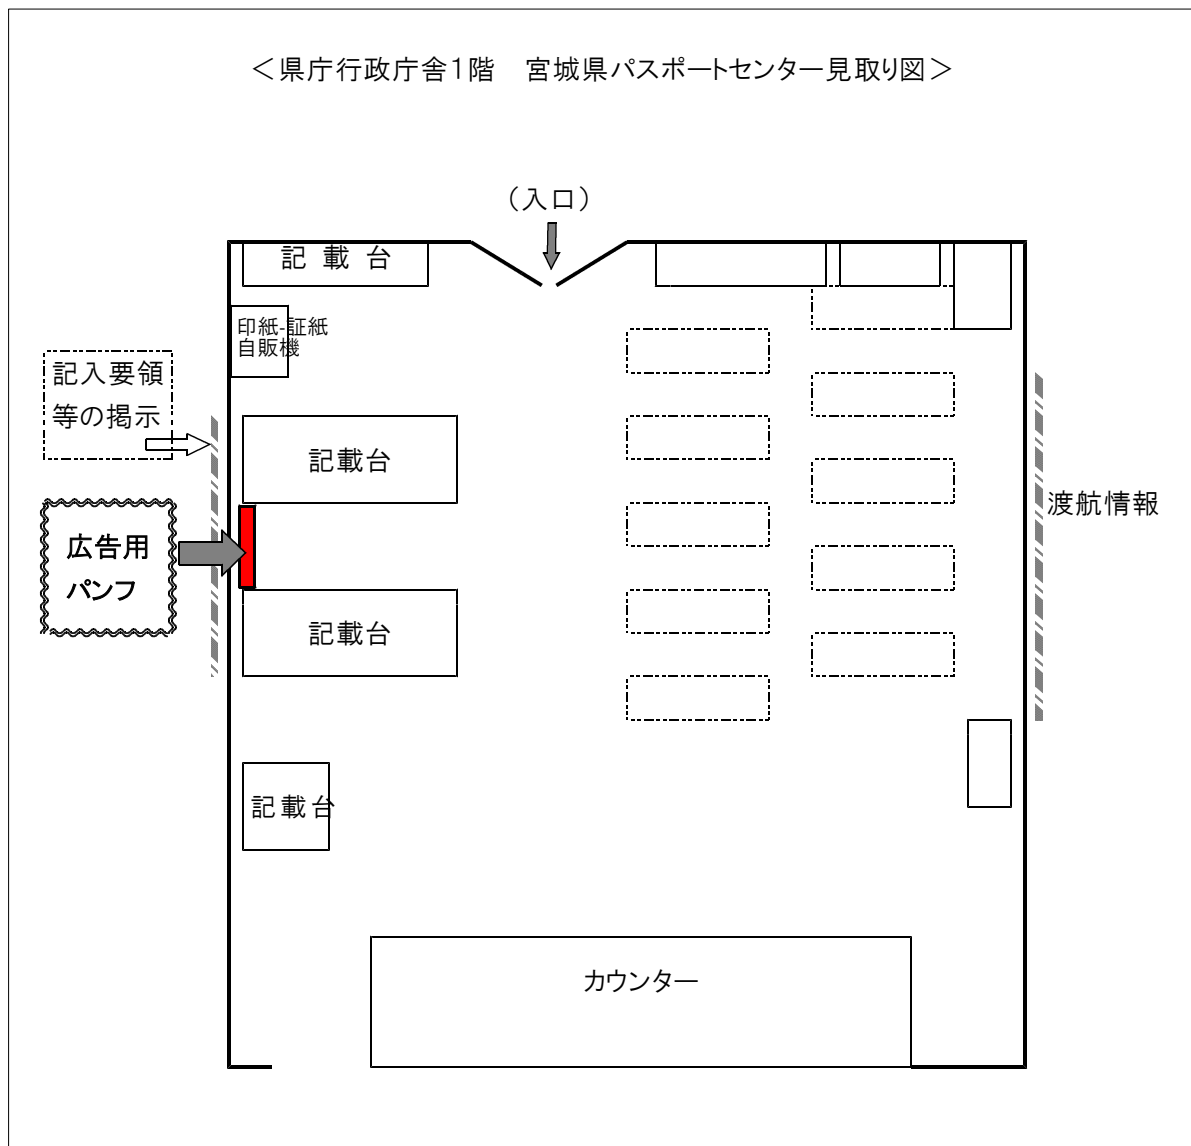 ＜県庁行政庁舎1階　宮城県パスポートセンター見取り図＞
（入口）
記 載 台
印紙-証紙
自販機
記入要領
等の掲示
記載台
広告用
パンフ
渡航情報
記載台
記載台
カウンター